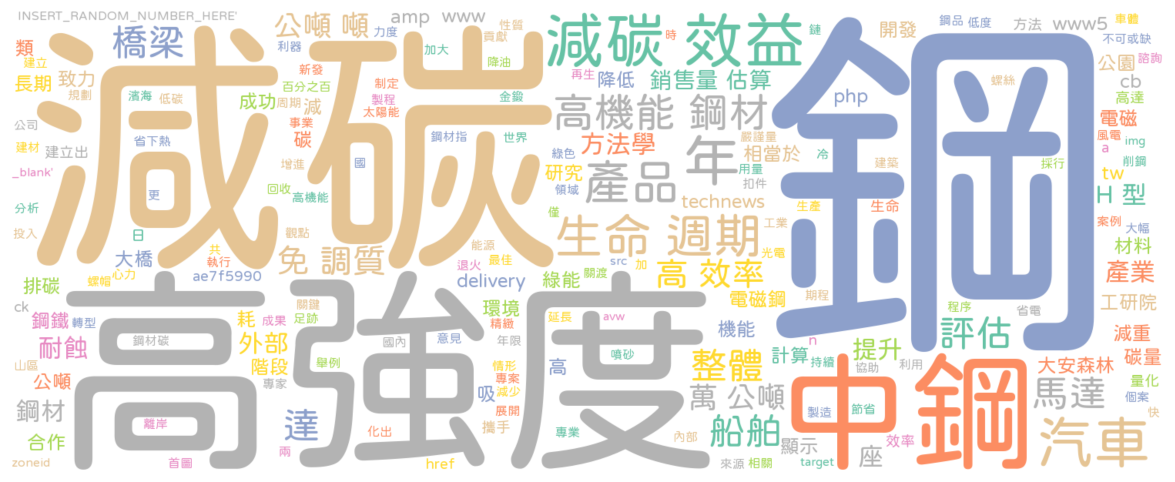 INSERT_RANDOM_NUMBER_HERE'
減碳
鋼
高強度
中鋼
減碳 效益
公噸 噸
amp
www
性質
貢獻
力度
利器
加大
降油
橋梁
類
建立
長期
致力
規劃
濱海
低碳
成功
新發
百分之百
周期
減
事業
碳
制定
製程
太陽能
金鍛
鋼材指
世界
公司
建材
建立出
_blank'
省下熱
國
更
增進
回收
高機能
分析
投入
日
大橋
觀點
共
執行
ae7f5990
免 調質
能源
最佳
退火
delivery
心力
螺帽
排碳
ck
鋼鐵
轉型
耗
成果
外部
關鍵
足跡
鋼材碳
耐蝕
山區
公噸
階段
專家
舉例
國內
意見
環境
精緻
年限
情形
專案
減少
吸
展開
攜手
鋼材
合作
zoneid
離岸
首圖
達
兩
化出
href
時
鏈
再生
降低
銷售量 估算
高機能 鋼材
方法學
嚴謹量
相當於
綠色
研究
領域
產品
年
用量
扣件
僅
technews
生命 週期
工業
光電
src
加
關渡
綠能
高 效率
電磁鋼
延長
avw
機能
高
噴砂
整體
計算
持續
n
期程
提升
協助
利用
萬 公噸
專業
內部
船舶
顯示
來源
相關
target
座
製造
節省
效率
開發
鋼品
低度
方法
www5
車體
不可或缺
諮詢
公園
cb
高達
電磁
風電
a
img
php
螺絲
冷
建築
採行
削鋼
tw
H 型
生產
生命
案例
大幅
材料
產業
程序
省電
工研院
評估
減重
大安森林
碳量
量化
馬達
個案
快
汽車